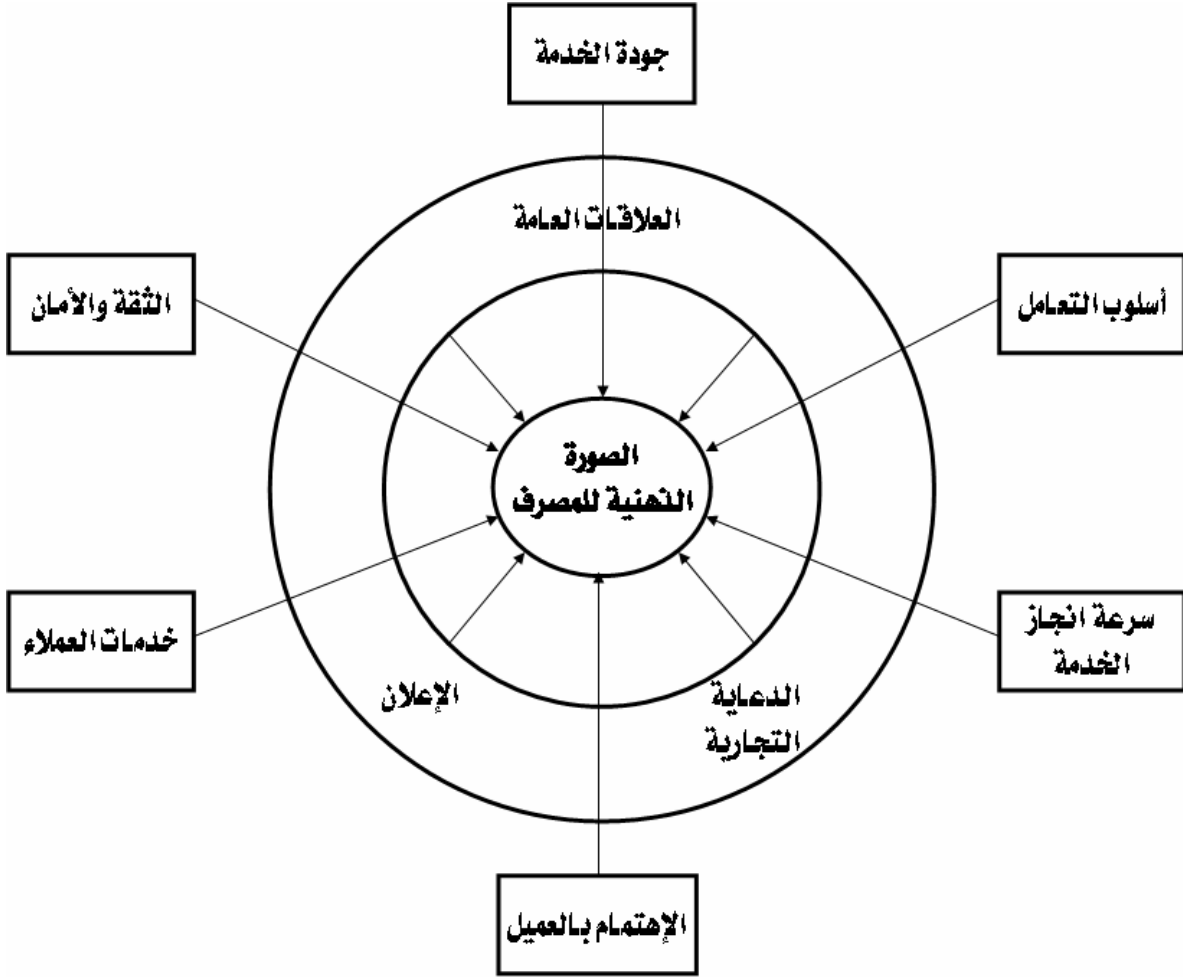 جودة الخدمة
العلاقات العامة
أسلوب التعامل
الثقة والأمان
الصورة
الذهنية للمصرف
سرعة انجاز
الخدمة
خدمات العملاء
الدعاية
التجارية
الإعلان
الإهتمام بالعميل